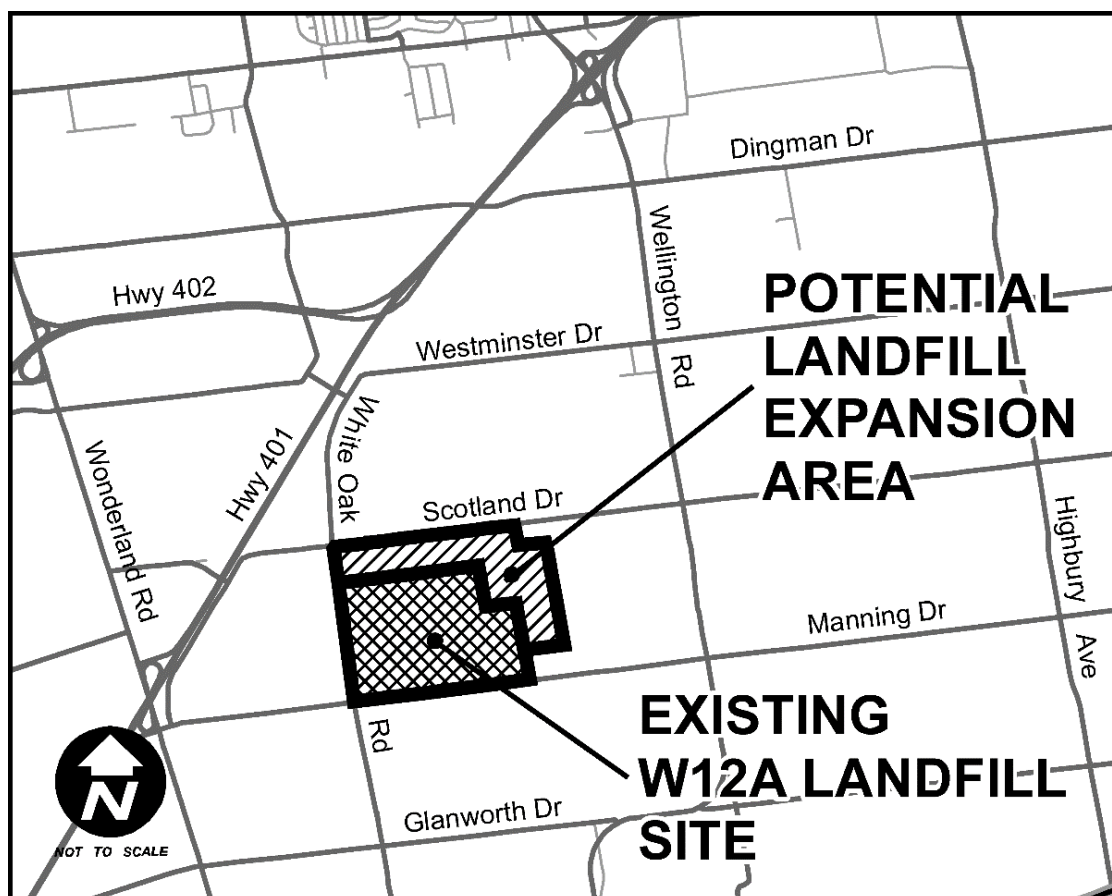 Dingman Dr
Wellington
Rd
Hwy 402
POTENTIAL
LANDFILL
EXPANSION
AREA
Westminster Dr
White Oak
Rd
Hwy 401
Wonderland Rd
Scotland Dr
Highbury
Ave
Manning Dr
EXISTING
W12A LANDFILL
SITE
Glanworth Dr
N
NOT TO SCALE